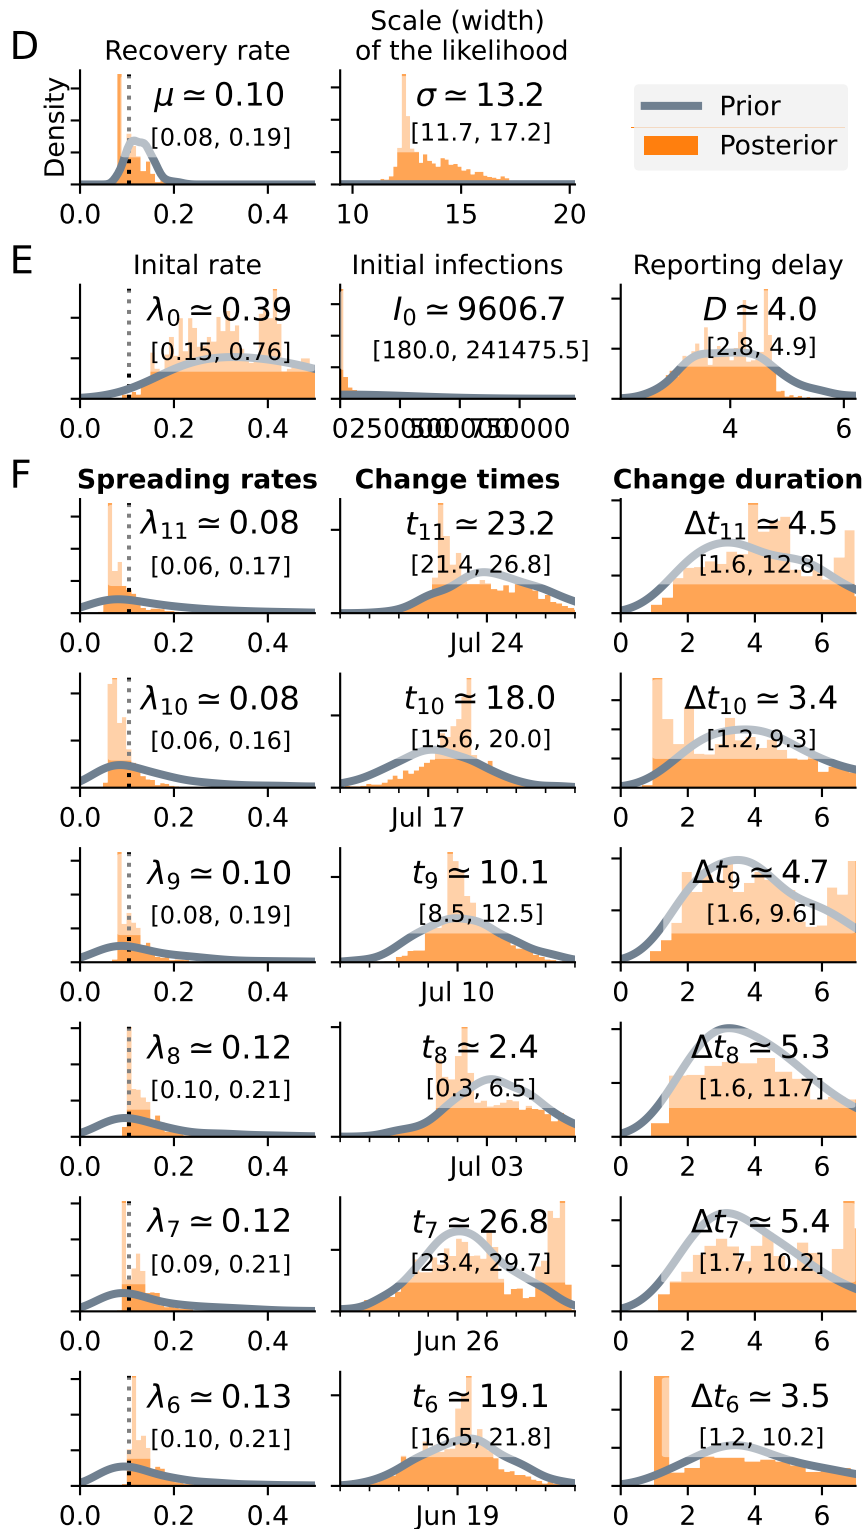 D
Recovery rate
Scale (width)
of the likelihood
Density
μ ≃ 0.10
[0.08, 0.19]
σ ≃ 13.2
[11.7, 17.2]
Prior
Posterior
0.0 0.2 0.4
10 15 20
E
Inital rate
Initial infections
Reporting delay
λ0 ≃ 0.39
[0.15, 0.76]
I0 ≃ 9606.7
[180.0, 241475.5]
D ≃ 4.0
[2.8, 4.9]
0.0 0.2 0.4
0 250000 500000 750000
4 6
F
Spreading rates Change times Change duration
λ11 ≃ 0.08
[0.06, 0.17]
t11 ≃ 23.2
[21.4, 26.8]
Δt11 ≃ 4.5
[1.6, 12.8]
0.0 0.2 0.4
Jul 24
0 2 4 6
λ10 ≃ 0.08
[0.06, 0.16]
t10 ≃ 18.0
[15.6, 20.0]
Δt10 ≃ 3.4
[1.2, 9.3]
0.0 0.2 0.4
Jul 17
0 2 4 6
λ9 ≃ 0.10
[0.08, 0.19]
t9 ≃ 10.1
[8.5, 12.5]
Δt9 ≃ 4.7
[1.6, 9.6]
0.0 0.2 0.4
Jul 10
0 2 4 6
λ8 ≃ 0.12
[0.10, 0.21]
t8 ≃ 2.4
[0.3, 6.5]
Δt8 ≃ 5.3
[1.6, 11.7]
0.0 0.2 0.4
Jul 03
0 2 4 6
λ7 ≃ 0.12
[0.09, 0.21]
t7 ≃ 26.8
[23.4, 29.7]
Δt7 ≃ 5.4
[1.7, 10.2]
0.0 0.2 0.4
Jun 26
0 2 4 6
λ6 ≃ 0.13
[0.10, 0.21]
t6 ≃ 19.1
[16.5, 21.8]
Δt6 ≃ 3.5
[1.2, 10.2]
0.0 0.2 0.4
Jun 19
0 2 4 6